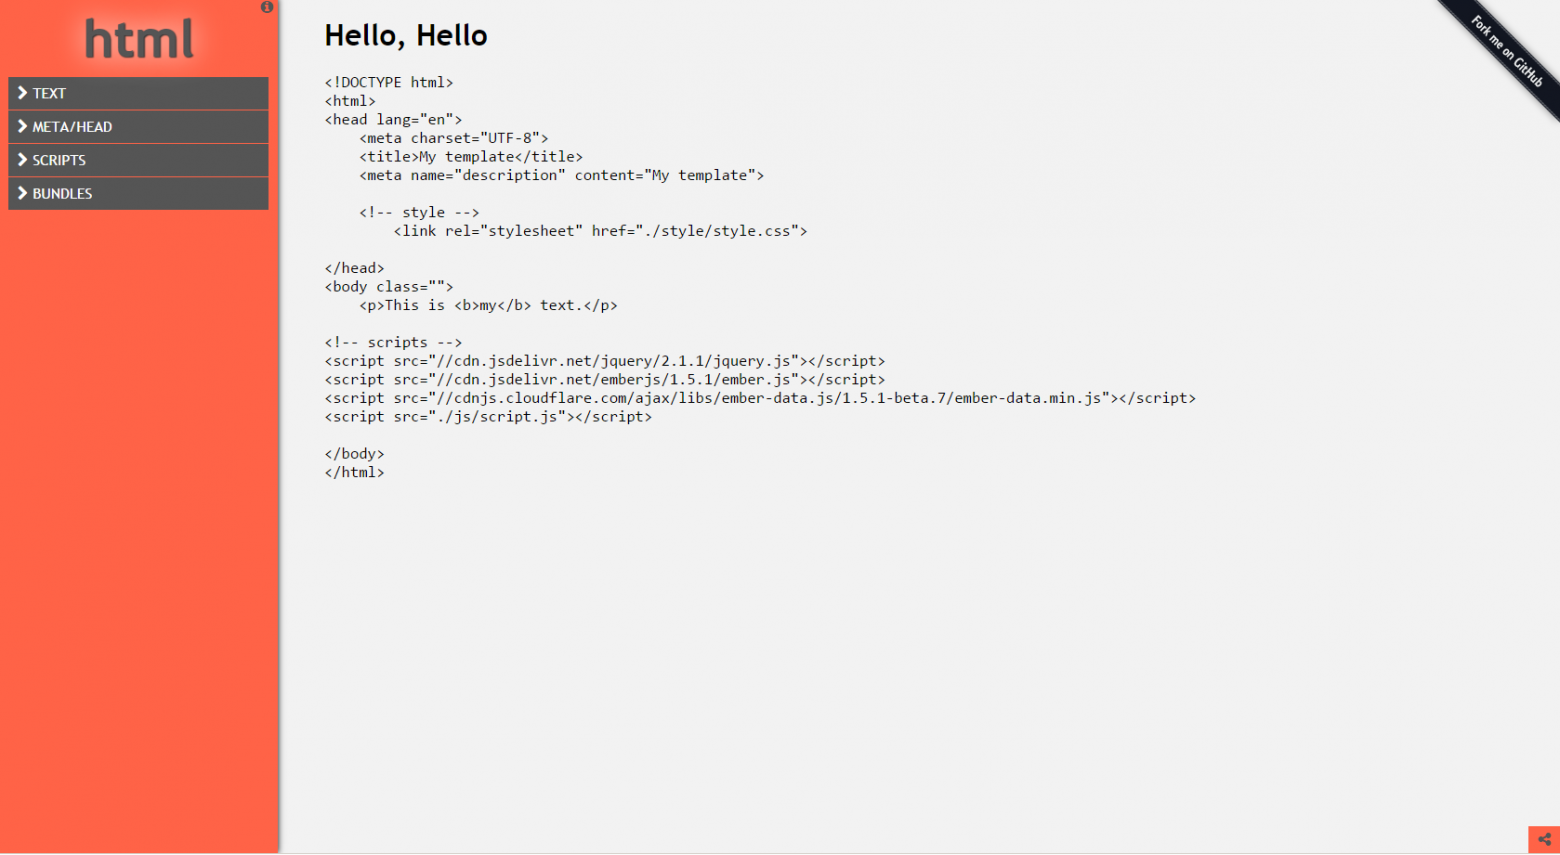 html
TEXT
META/HEAD
SCRIPTS
BUNDLES
Hello, Hello
<!DOCTYPE html>
<html>
<head lang="en">
    <meta charset="UTF-8">
    <title>My template</title>
    <meta name="description" content="My template">

    <!-- style -->
        <link rel="stylesheet" href="./style/style.css">

</head>
<body class="">
    <p>This is <b>my</b> text.</p>

<!-- scripts -->
<script src="//cdn.jsdelivr.net/jquery/2.1.1/jquery.js"></script>
<script src="//cdn.jsdelivr.net/emberjs/1.5.1/ember.js"></script>
<script src="//cdnjs.cloudflare.com/ajax/libs/ember-data.js/1.5.1-beta.7/ember-data.min.js"></script>
<script src="./js/script.js"></script>

</body>
</html>
Fork me on GitHub